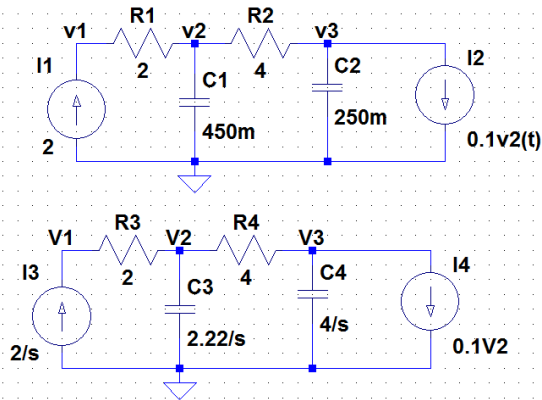 v1 R1 v2 R2 v3
I1 2 C1 4 C2 I2
2 450m 250m 0.1v2(t)
V1 R3 V2 R4 V3
I3 2 C3 4 C4 I4
2/s 2.22/s 4/s 0.1V2